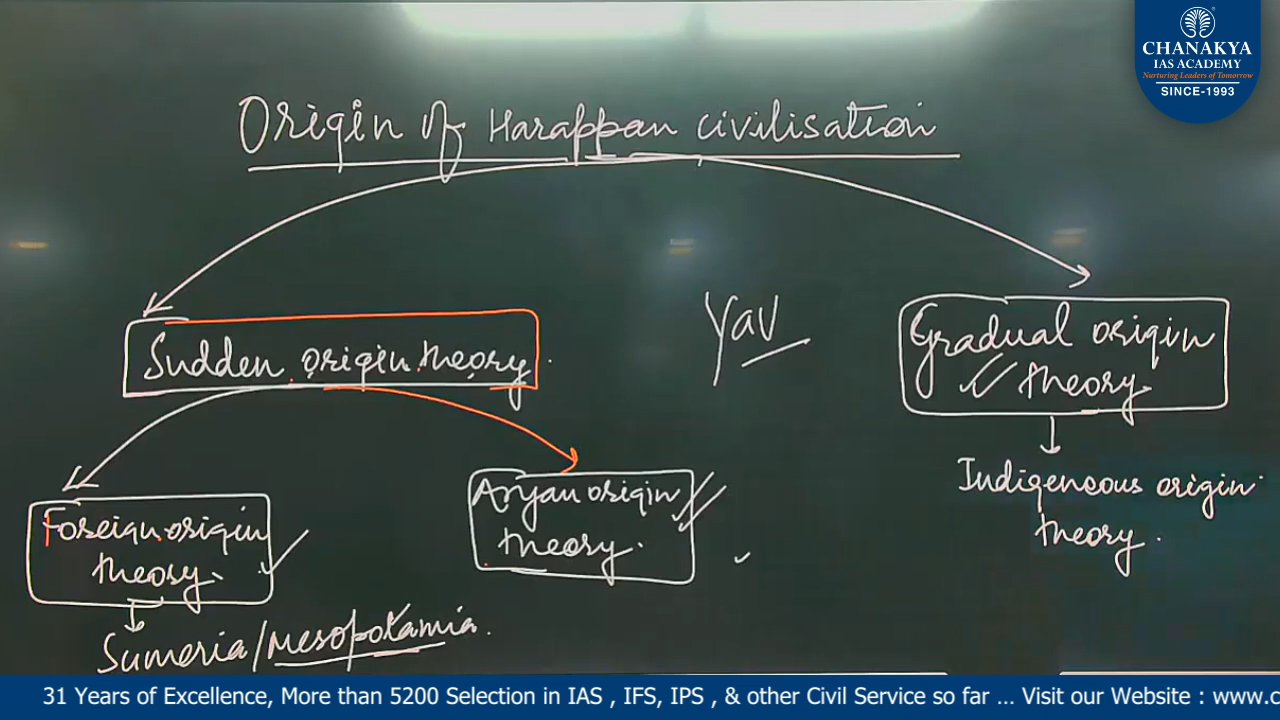 CHANAKYA
IAS ACADEMY
Nurturing Leaders of Tomorrow
SINCE-1993
Origin of Harappan civilisation
Sudden origin theory.
Yav
Gradual origin
theory.
Foreign origin
theory.
Aryan origin
theory.
Indigeneous origin
theory.
Sumeria/Mesopotamia.
31 Years of Excellence, More than 5200 Selection in IAS , IFS, IPS , & other Civil Service so far ... Visit our Website : www.c